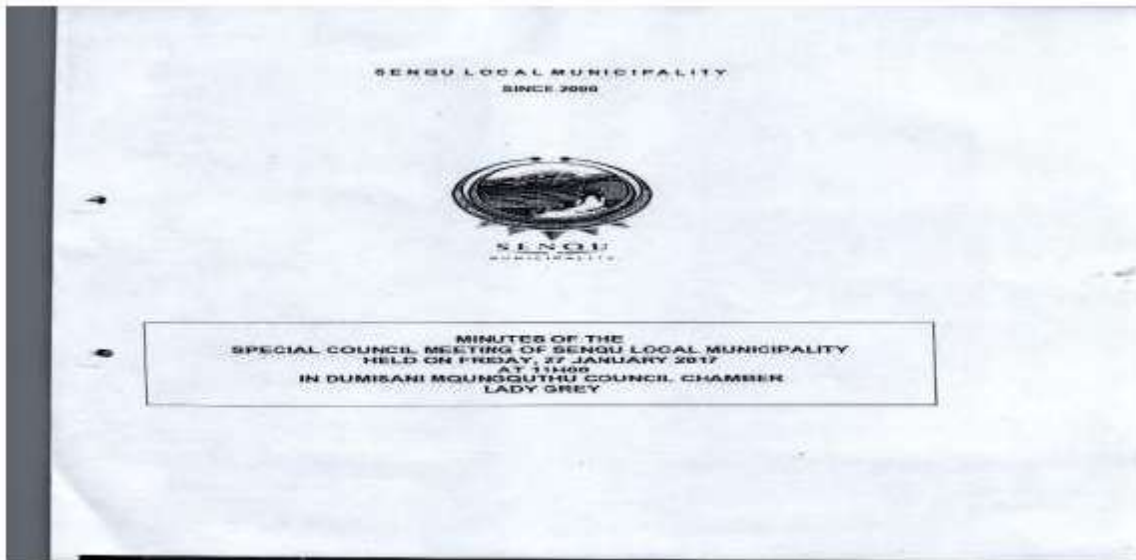 SENQU LOCAL MUNICIPALITY
SINCE 2000
SENQU
MUNICIPALITY
MINUTES OF THE
SPECIAL COUNCIL MEETING OF SENQU LOCAL MUNICIPALITY
HELD ON FRIDAY, 27 JANUARY 2017
AT 11H00
IN DUMISANI MQUNGQUTHU COUNCIL CHAMBER
LADY GREY